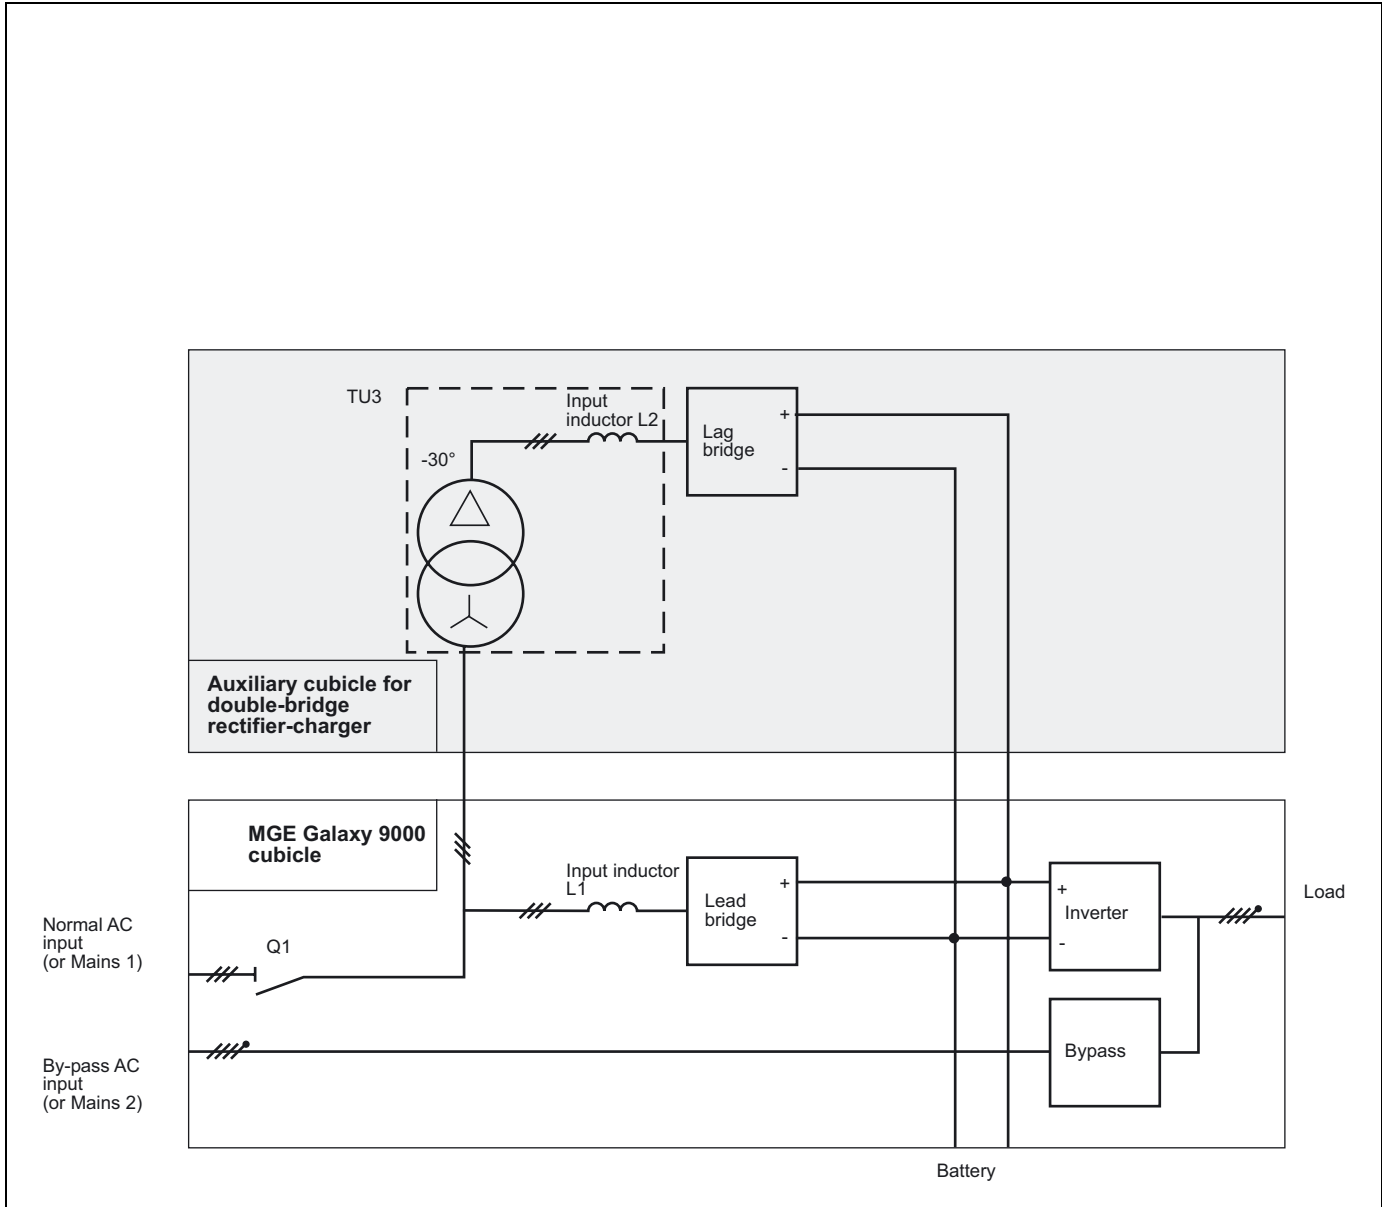 TU3
Input
inductor L2
-30°
Lag
bridge
+
-
Auxiliary cubicle for
double-bridge
rectifier-charger
MGE Galaxy 9000
cubicle
Input inductor
L1
Lead
bridge
+
-
+
Inverter
-
Load
Normal AC
input
(or Mains 1)
Q1
Bypass
By-pass AC
input
(or Mains 2)
Battery